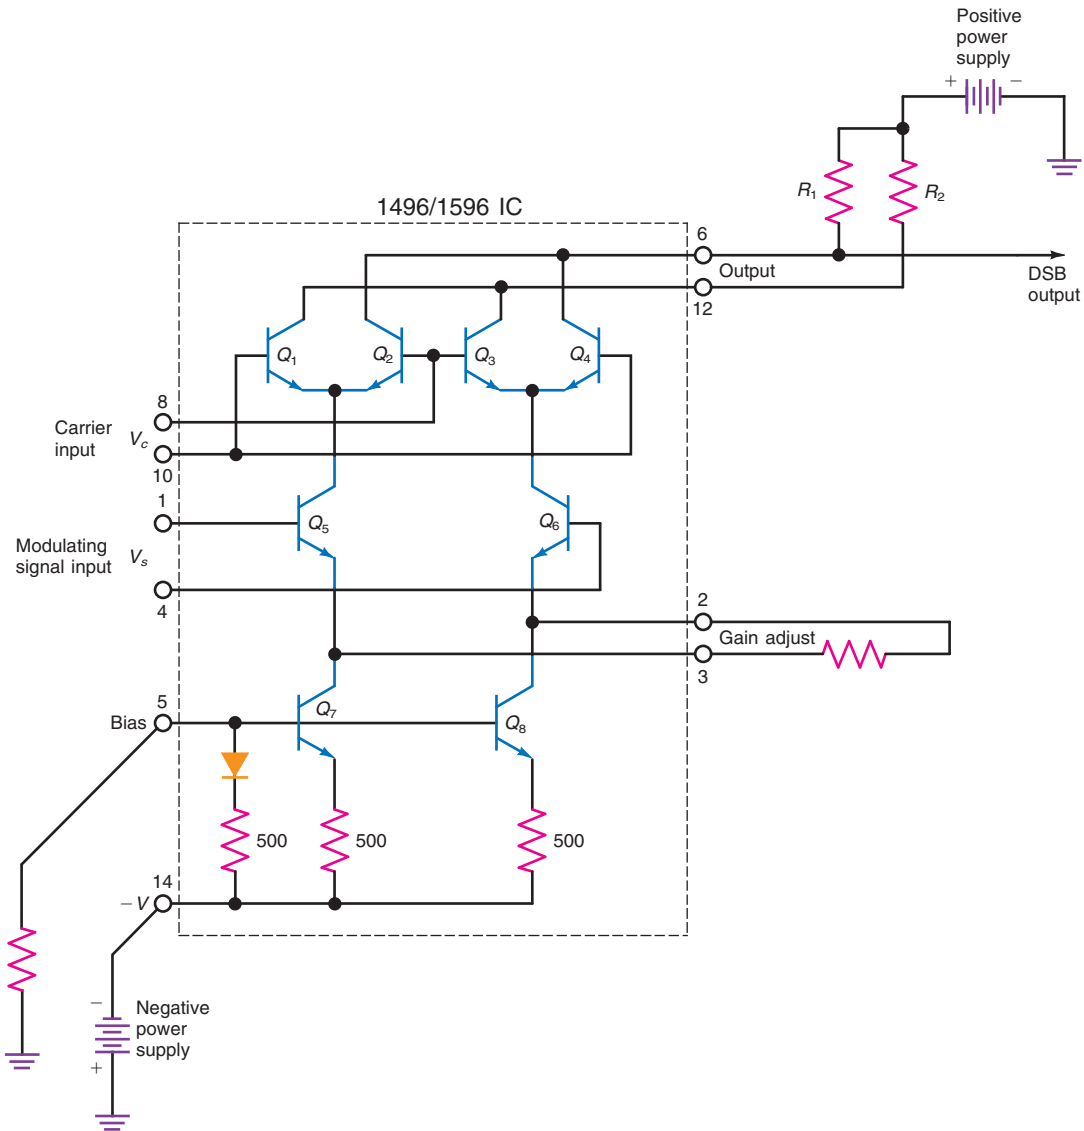 Positive
power
supply
+ −
R1
R2
1496/1596 IC
6
Output
12
DSB
output
Q1
Q2
Q3
Q4
8
Carrier
input
Vc
10
1
Q5
Q6
Modulating
signal input
Vs
4
2
Gain adjust
3
5
Bias
Q7
Q8
500
500
500
14
−V
−
Negative
power
supply
+